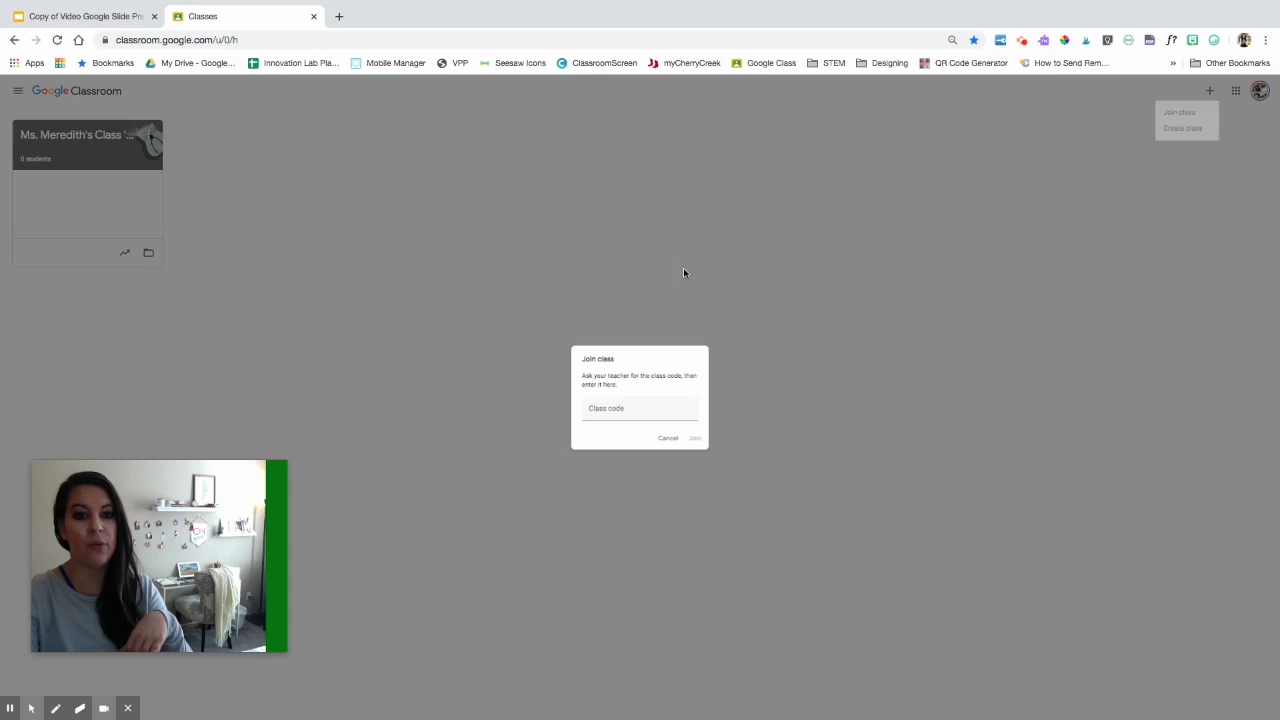 Copy of Video Google Slide Pre
Classes
classroom.google.com/u/0/h
Apps
Bookmarks
My Drive - Google...
Innovation Lab Pla...
Mobile Manager
VPP
Seesaw Icons
ClassroomScreen
myCherryCreek
Google Class
STEM
Designing
QR Code Generator
How to Send Rem...
»
Other Bookmarks
Google Classroom
Join class
Create class
Ms. Meredith's Class '...
0 students
Join class
Ask your teacher for the class code, then
enter it here.
Class code
Cancel Join